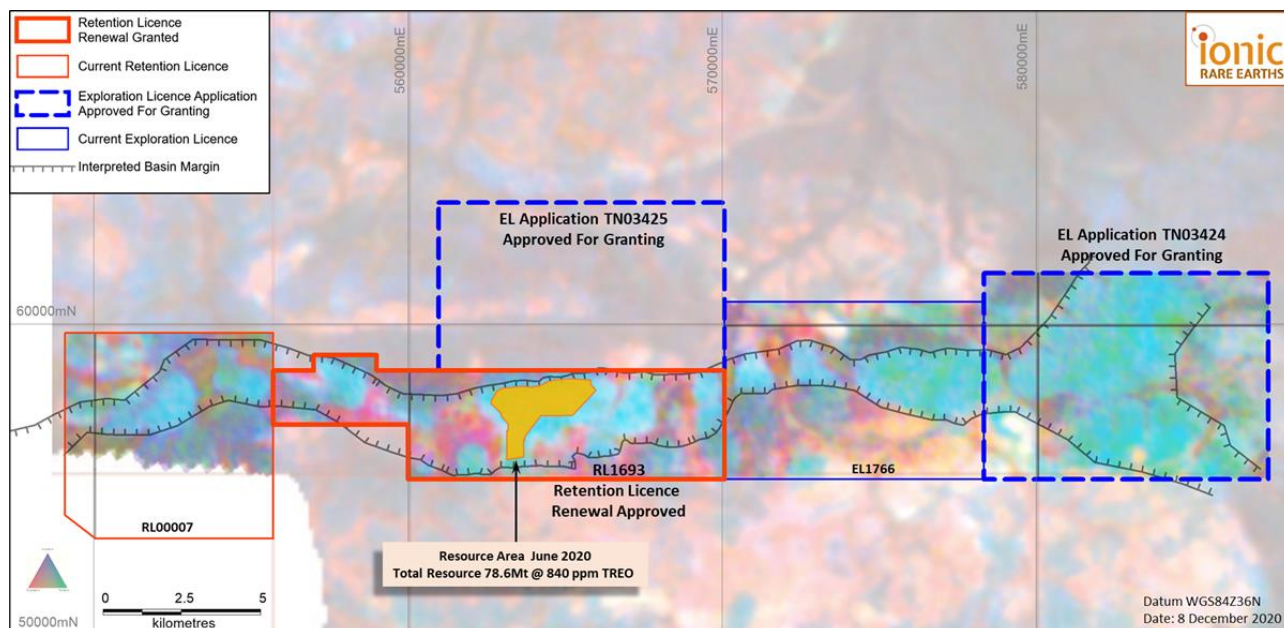 Retention Licence
Renewal Granted
Current Retention Licence
Exploration Licence Application
Approved For Granting
Current Exploration Licence
Interpreted Basin Margin
560000mE
570000mE
580000mE
ionic
RARE EARTHS
EL Application TN03425
Approved For Granting
EL Application TN03424
Approved For Granting
60000mN
RL1693
Retention Licence
Renewal Approved
EL1766
RL00007
Resource Area June 2020
Total Resource 78.6Mt @ 840 ppm TREO
0 2.5 5
kilometres
50000mN
Datum WGS84Z36N
Date: 8 December 2020